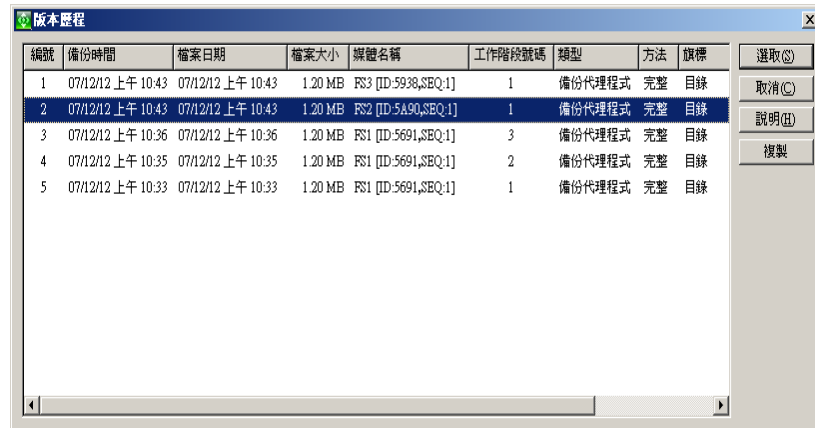 版本歷程
編號 備份時間 檔案日期 檔案大小 媒體名稱 工作階段號碼 類型 方法 旗標
1 07/12/12 上午 10:43 07/12/12 上午 10:43 1.20 MB FS3 [ID:5938,SEQ:1] 1 備份代理程式 完整 目錄
2 07/12/12 上午 10:43 07/12/12 上午 10:43 1.20 MB FS2 [ID:5A90,SEQ:1] 1 備份代理程式 完整 目錄
3 07/12/12 上午 10:36 07/12/12 上午 10:36 1.20 MB FS1 [ID:5691,SEQ:1] 3 備份代理程式 完整 目錄
4 07/12/12 上午 10:35 07/12/12 上午 10:35 1.20 MB FS1 [ID:5691,SEQ:1] 2 備份代理程式 完整 目錄
5 07/12/12 上午 10:33 07/12/12 上午 10:33 1.20 MB FS1 [ID:5691,SEQ:1] 1 備份代理程式 完整 目錄
選取(S)
取消(C)
說明(H)
複製